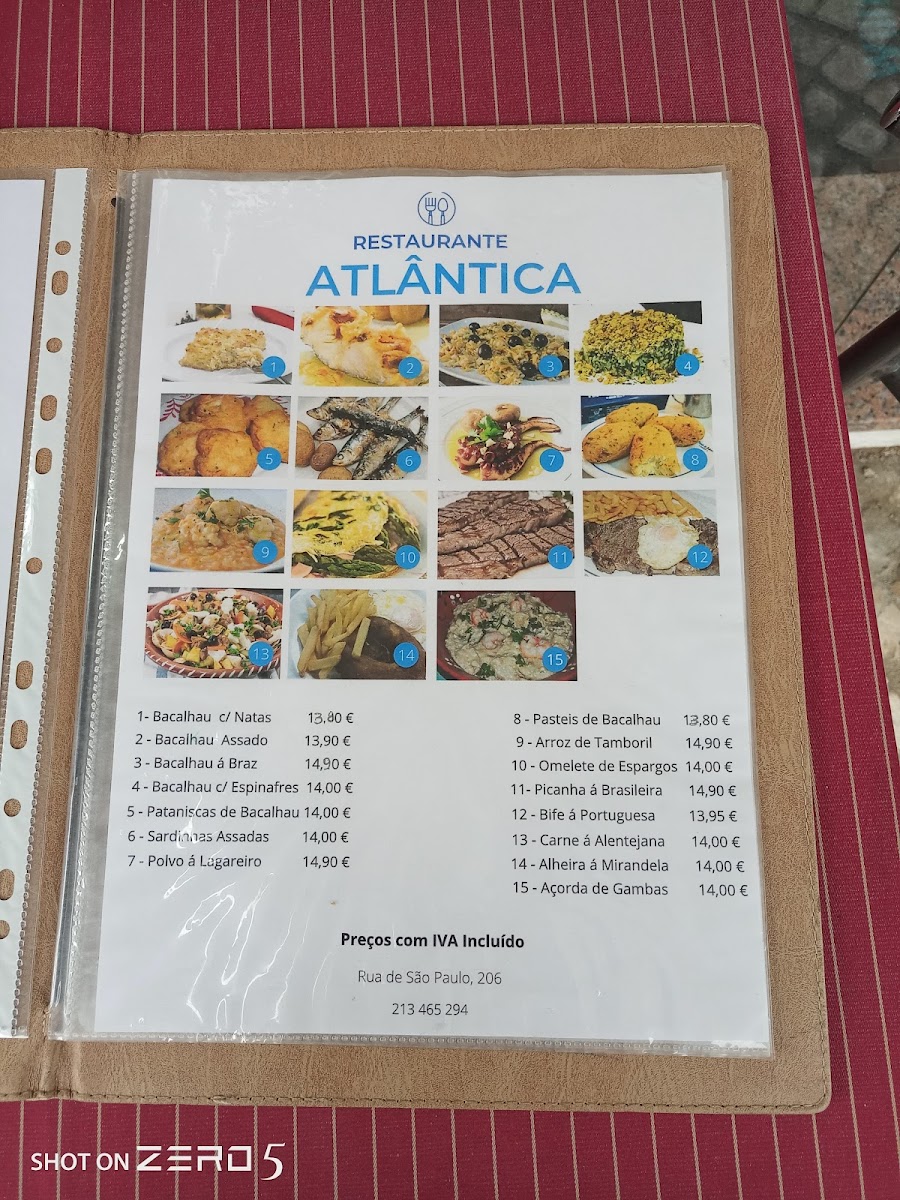 RESTAURANTE
ATLÂNTICA
1
2
3
4
5
6
7
8
9
10
11
12
13
14
15
1- Bacalhau c/ Natas 13,80 €
2 - Bacalhau Assado 13,90 €
3 - Bacalhau á Braz 14,90 €
4 - Bacalhau c/ Espinafres 14,00 €
5 - Pataniscas de Bacalhau 14,00 €
6 - Sardinhas Assadas 14,00 €
7 - Polvo á Lagareiro 14,90 €
8 - Pasteis de Bacalhau 13,80 €
9 - Arroz de Tamboril 14,90 €
10 - Omelete de Espargos 14,00 €
11- Picanha á Brasileira 14,90 €
12 - Bife á Portuguesa 13,95 €
13 - Carne á Alentejana 14,00 €
14 - Alheira á Mirandela 14,00 €
15 - Açorda de Gambas 14,00 €
Preços com IVA Incluído
Rua de São Paulo, 206
213 465 294
SHOT ON ZERO 5